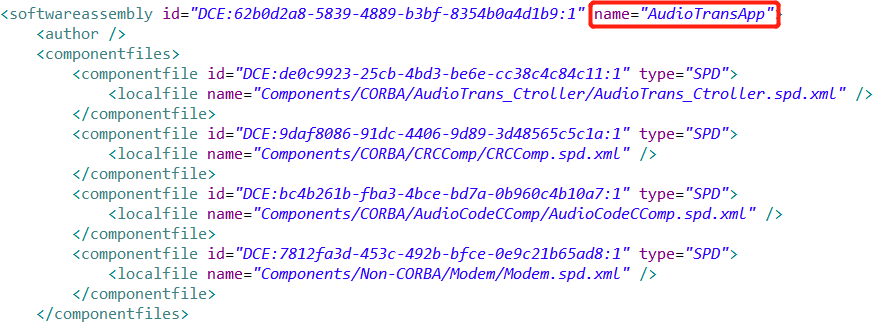 <softwareassembly id="DCE:62b0d2a8-5839-4889-b3bf-8354b0a4d1b9:1" name="AudioTransApp">
<author />
<componentfiles>
<componentfile id="DCE:de0c9923-25cb-4bd3-be6e-cc38c4c84c11:1" type="SPD">
<localfile name="Components/CORBA/AudioTrans_Ctroller/AudioTrans_Ctroller.spd.xml" />
</componentfile>
<componentfile id="DCE:9daf8086-91dc-4406-9d89-3d48565c5c1a:1" type="SPD">
<localfile name="Components/CORBA/CRCComp/CRCComp.spd.xml" />
</componentfile>
<componentfile id="DCE:bc4b261b-fba3-4bce-bd7a-0b960c4b10a7:1" type="SPD">
<localfile name="Components/CORBA/AudioCodeCComp/AudioCodeCComp.spd.xml" />
</componentfile>
<componentfile id="DCE:7812fa3d-453c-492b-bfce-0e9c21b65ad8:1" type="SPD">
<localfile name="Components/Non-CORBA/Modem/Modem.spd.xml" />
</componentfile>
</componentfiles>